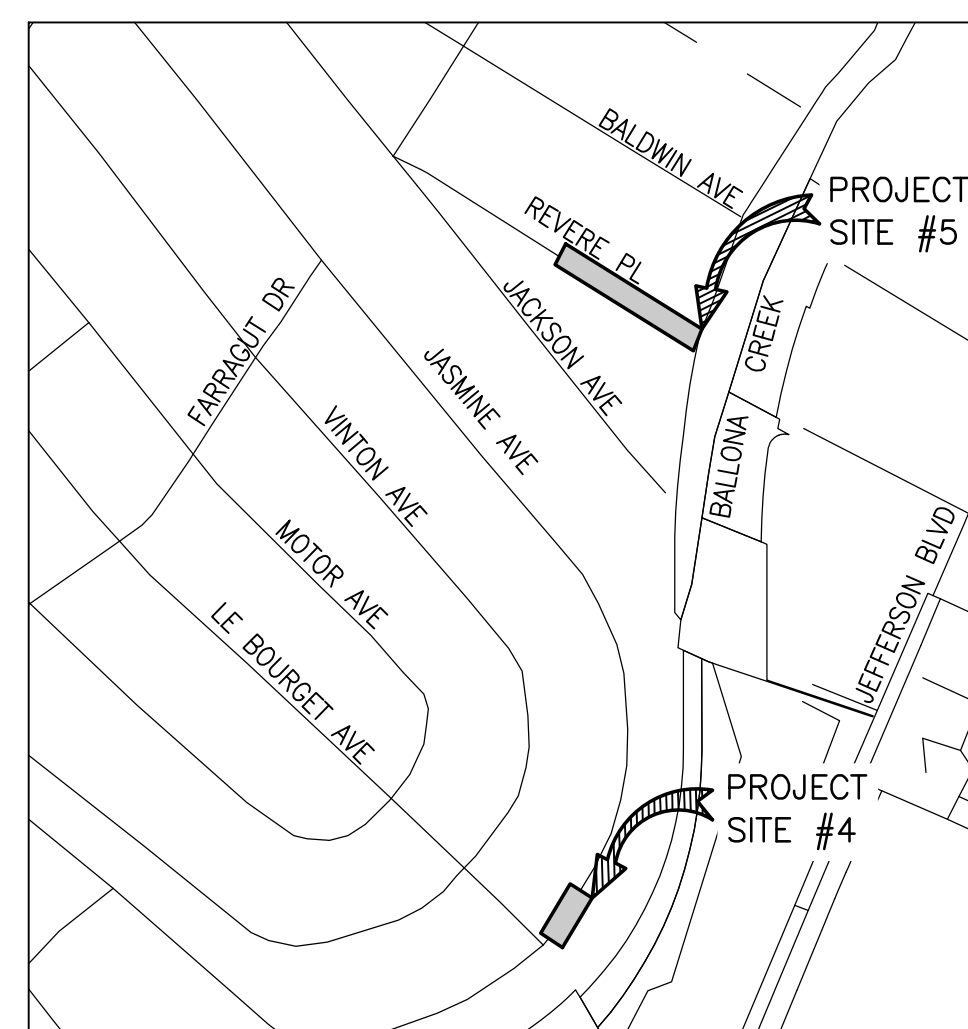 BALDWIN AVE
PROJECT
SITE #5
REVERE PL
JACKSON AVE
FARRAGUT DR
CREEK
JASMINE AVE
VINTON AVE
BALLONA
MOTOR AVE
JEFFERSON BLVD
LE BOURGET AVE
PROJECT
SITE #4